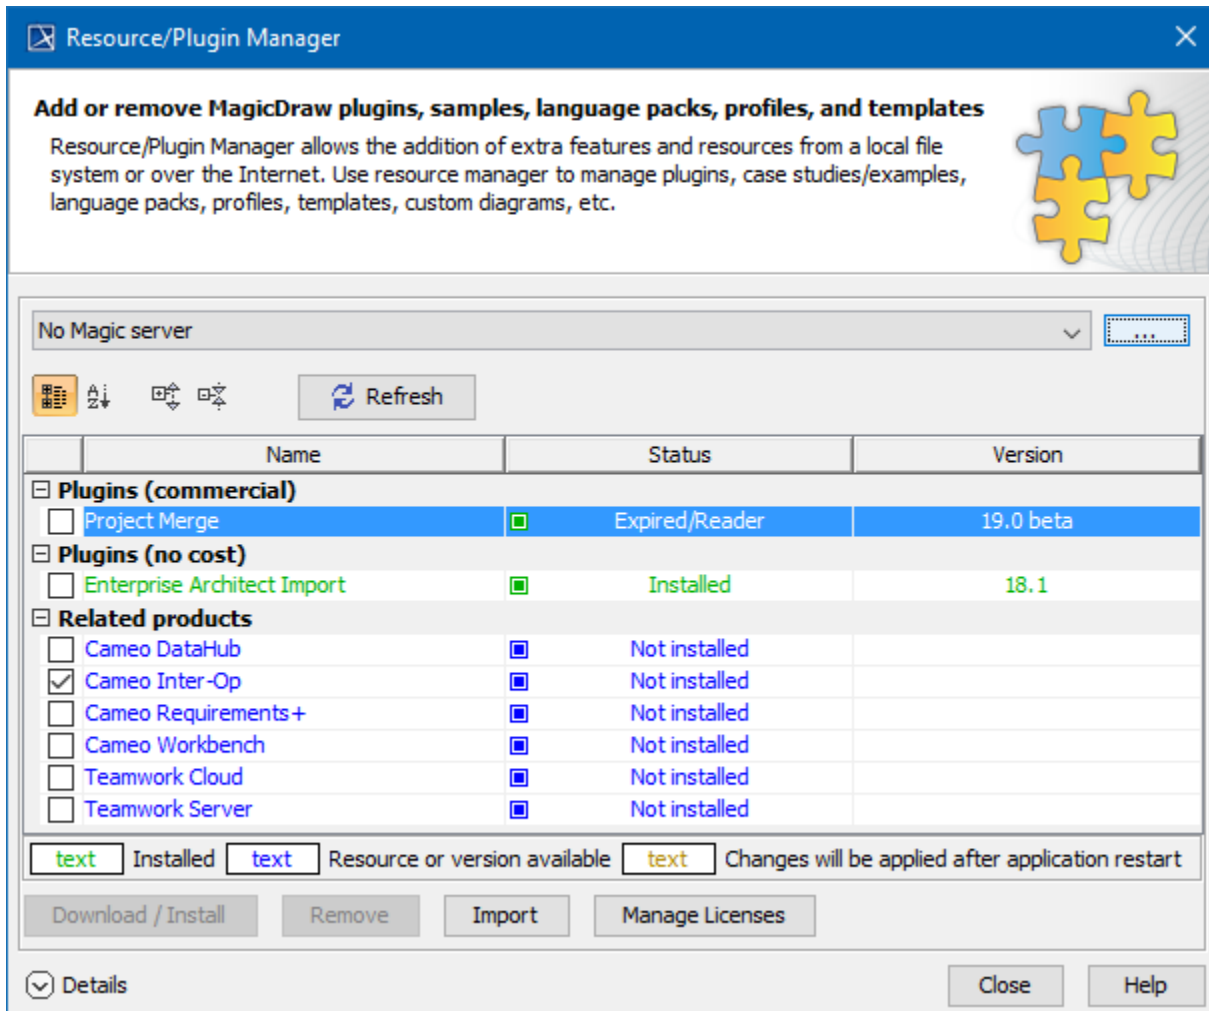 Resource/Plugin Manager
Add or remove MagicDraw plugins, samples, language packs, profiles, and templates
Resource/Plugin Manager allows the addition of extra features and resources from a local file
system or over the Internet. Use resource manager to manage plugins, case studies/examples,
language packs, profiles, templates, custom diagrams, etc.
No Magic server ...
Refresh
Name Status Version
Plugins (commercial)
Project Merge Expired/Reader 19.0 beta
Plugins (no cost)
Enterprise Architect Import Installed 18.1
Related products
Cameo DataHub Not installed
Cameo Inter-Op Not installed
Cameo Requirements+ Not installed
Cameo Workbench Not installed
Teamwork Cloud Not installed
Teamwork Server Not installed
text Installed text Resource or version available text Changes will be applied after application restart
Download / Install Remove Import Manage Licenses
Details Close Help